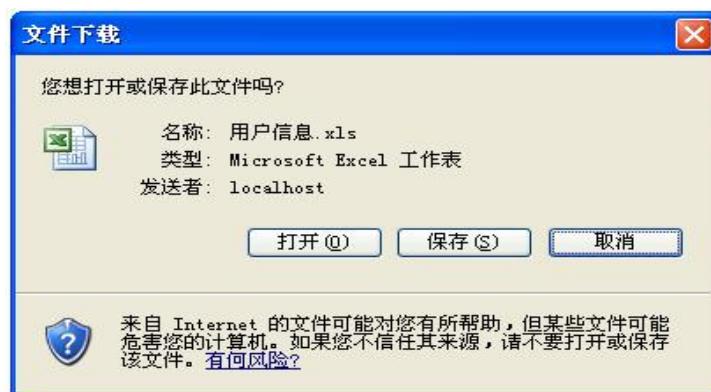 文件下载
您想打开或保存此文件吗?
名称: 用户信息.xls
类型: Microsoft Excel 工作表
发送者: localhost
打开(O) 保存(S) 取消
来自 Internet 的文件可能对您有所帮助，但某些文件可能
危害您的计算机。如果您不信任其来源，请不要打开或保存
该文件。有何风险?